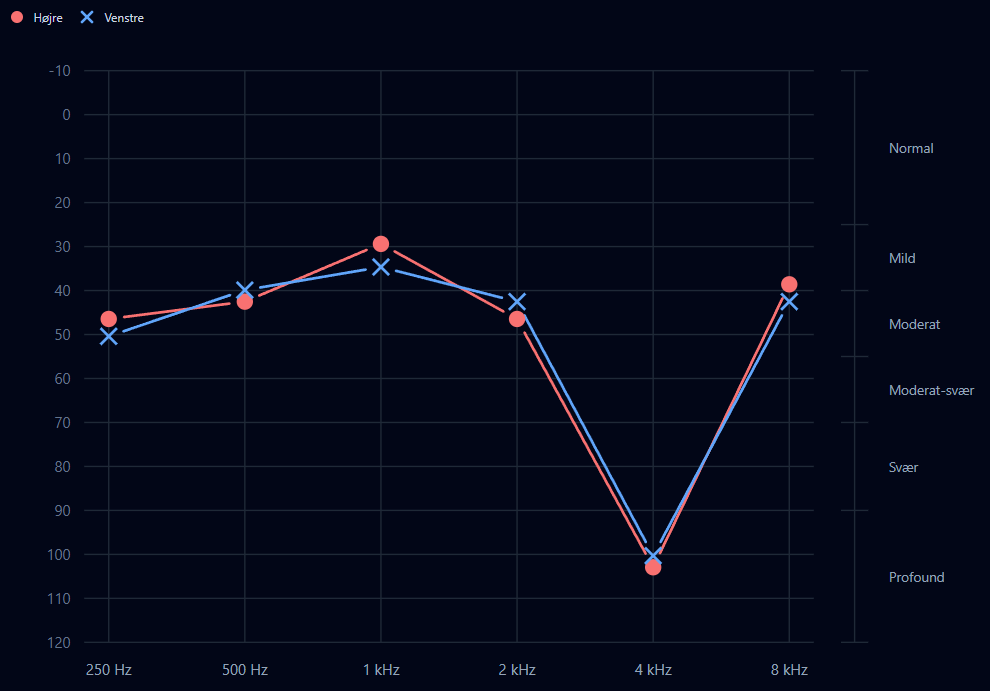 Højre Venstre
-10
0
10
20
30
40
50
60
70
80
90
100
110
120
Normal
Mild
Moderat
Moderat-svær
Svær
Profound
250 Hz 500 Hz 1 kHz 2 kHz 4 kHz 8 kHz